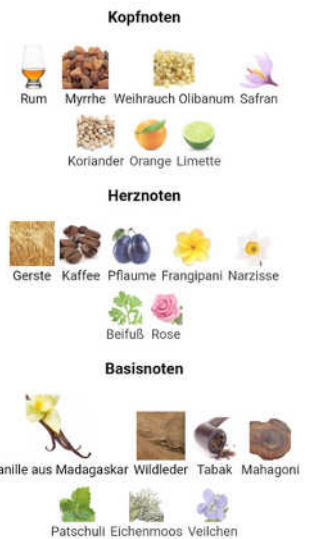 Kopfnoten
Rum Myrrhe Weihrauch Olibanum Safran
Koriander Orange Limette
Herznoten
Gerste Kaffee Pflaume Frangipani Narzisse
Beifuß Rose
Basisnoten
anille aus Madagaskar Wildleder Tabak Mahagoni
Patschuli Eichenmoos Veilchen